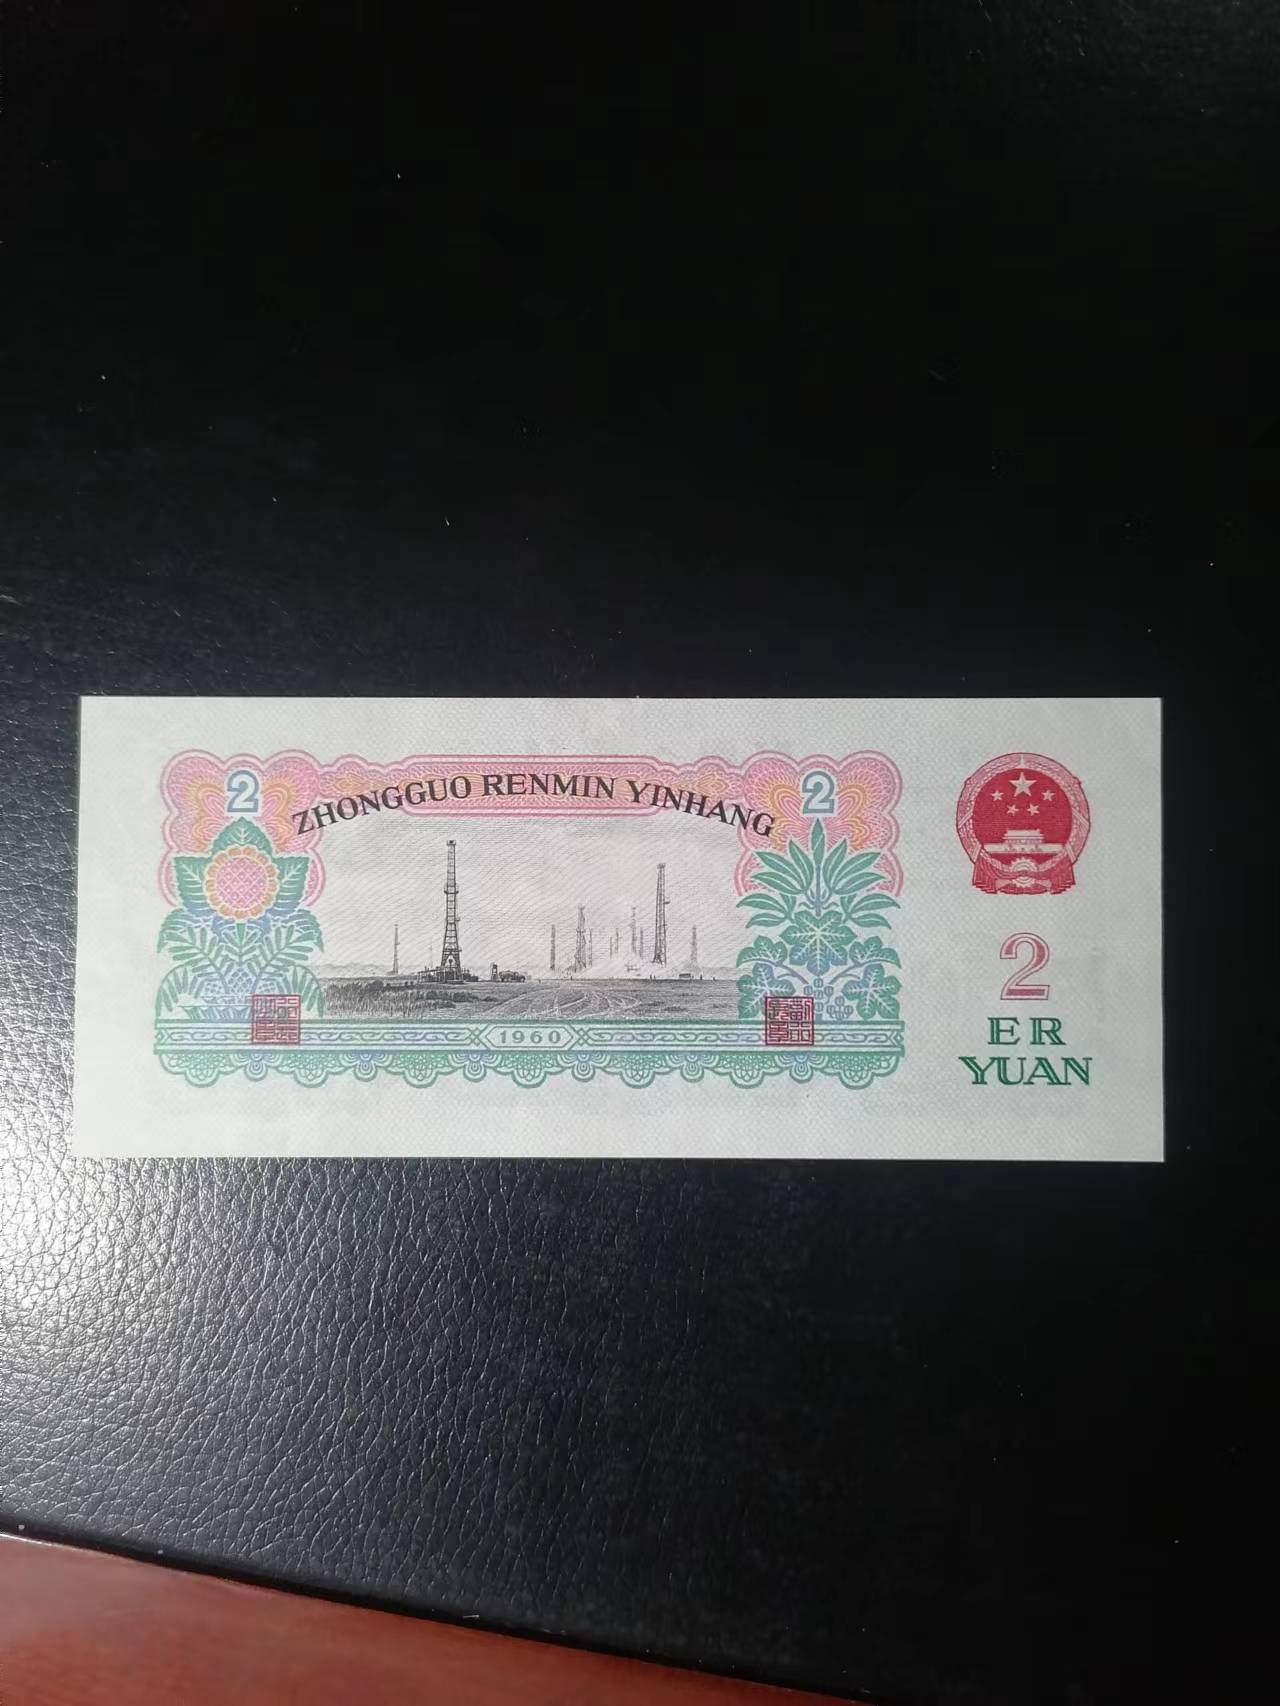 2
ZHONGGUO RENMIN YINHANG
2
1960
2
ER
YUAN